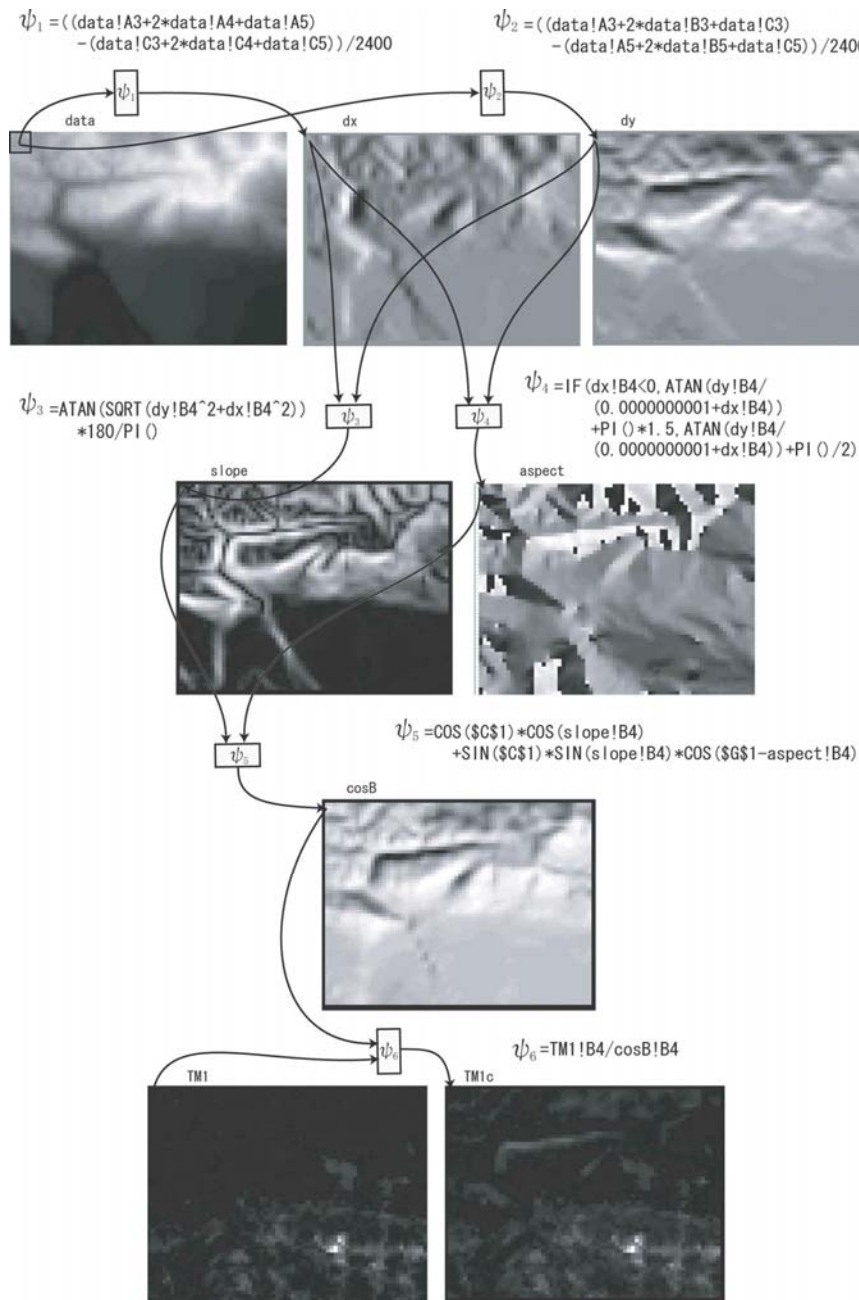 ψ1 =((data!A3+2*data!A4+data!A5)
-(data!C3+2*data!C4+data!C5))/2400
ψ2 =((data!A3+2*data!B3+data!C3)
-(data!A5+2*data!B5+data!C5))/2400
ψ1
ψ2
data
dx
dy
ψ3 =ATAN(SQRT(dy!B4^2+dx!B4^2))
*180/PI()
ψ3
ψ4
ψ4 =IF(dx!B4<0,ATAN(dy!B4/
(0.0000000001+dx!B4))
+PI()*1.5,ATAN(dy!B4/
(0.0000000001+dx!B4))+PI()/2)
slope
aspect
ψ5
ψ5 =COS($C$1)*COS(slope!B4)
+SIN($C$1)*SIN(slope!B4)*COS($G$1-aspect!B4)
cosB
ψ6
ψ6 =TM1!B4/cosB!B4
TM1
TM1c